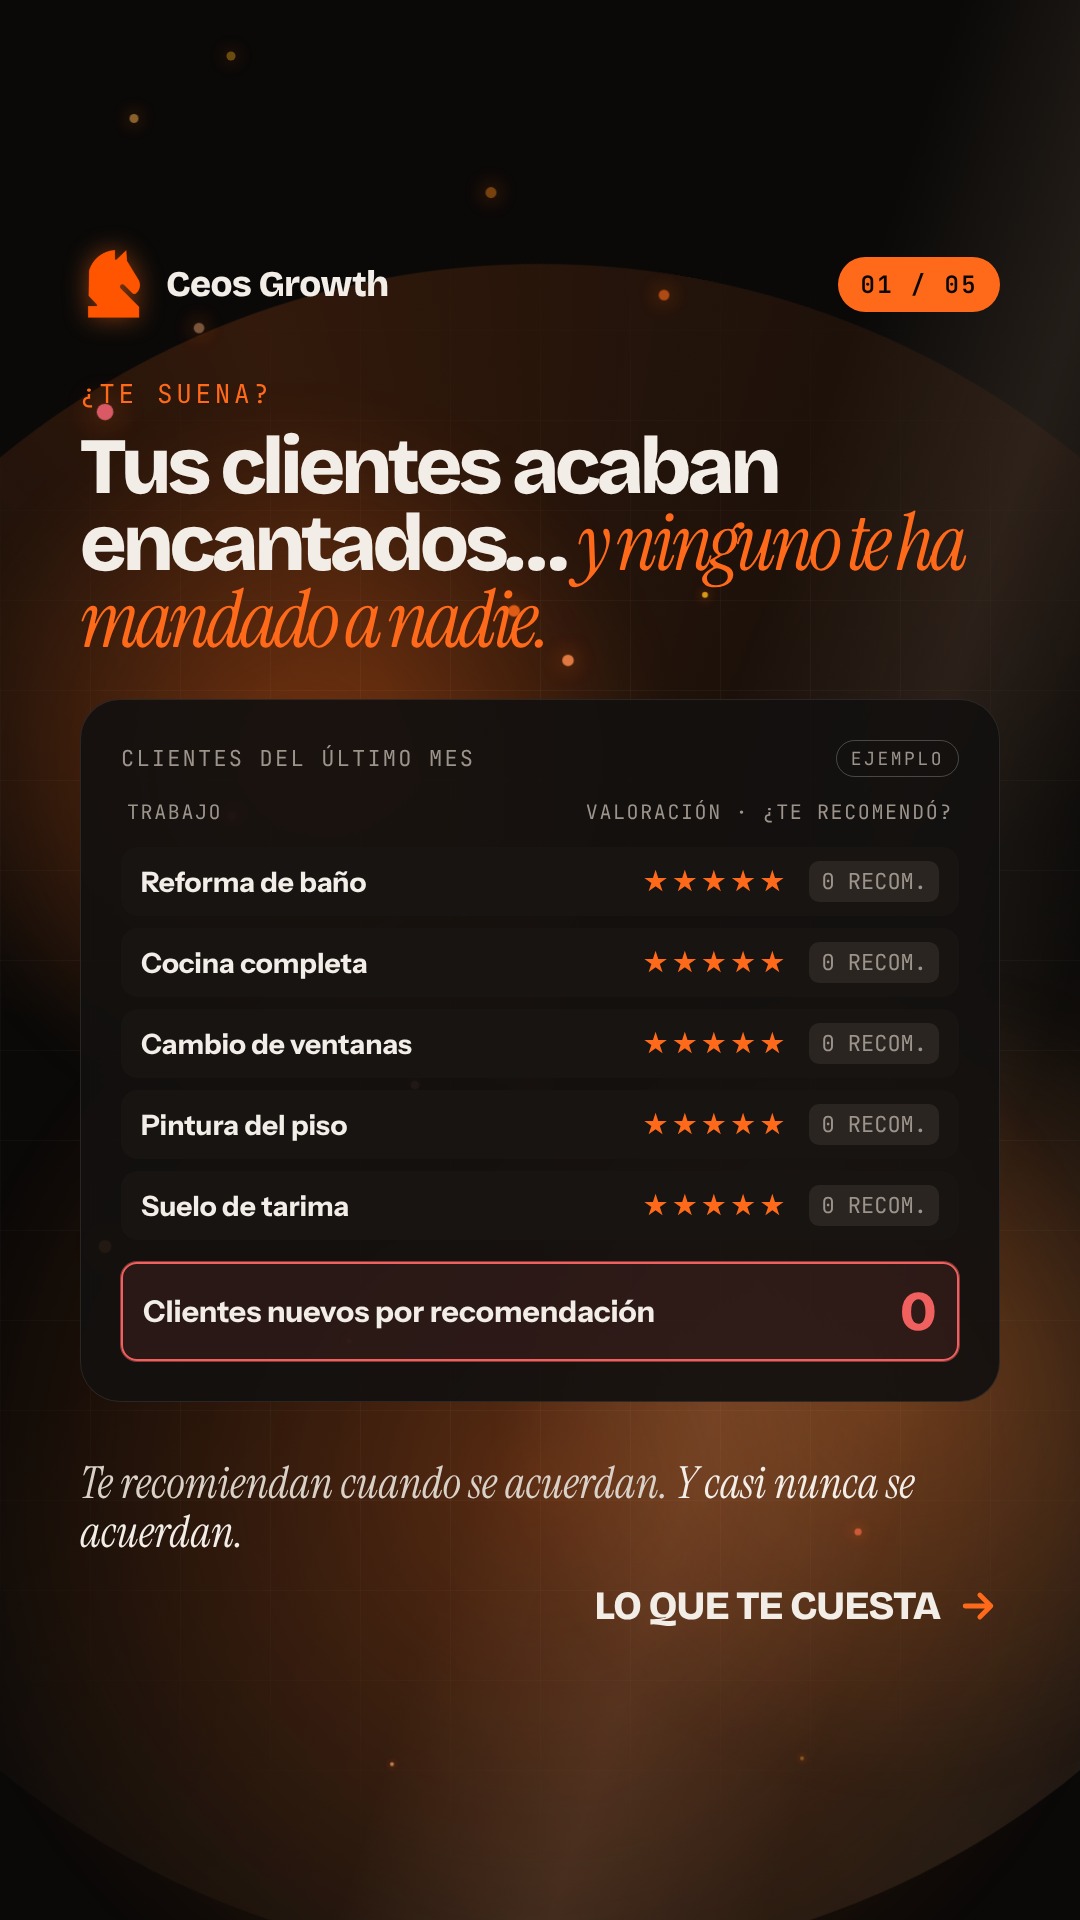 Ceos Growth
01 / 05
¿TE SUENA?
Tus clientes acaban
encantados... y ninguno te ha
mandado a nadie.
CLIENTES DEL ÚLTIMO MES
EJEMPLO
TRABAJO
VALORACIÓN · ¿TE RECOMENDÓ?
Reforma de baño ★★★★★ 0 RECOM.
Cocina completa ★★★★★ 0 RECOM.
Cambio de ventanas ★★★★★ 0 RECOM.
Pintura del piso ★★★★★ 0 RECOM.
Suelo de tarima ★★★★★ 0 RECOM.
Clientes nuevos por recomendación 0
Te recomiendan cuando se acuerdan. Y casi nunca se
acuerdan.
LO QUE TE CUESTA →